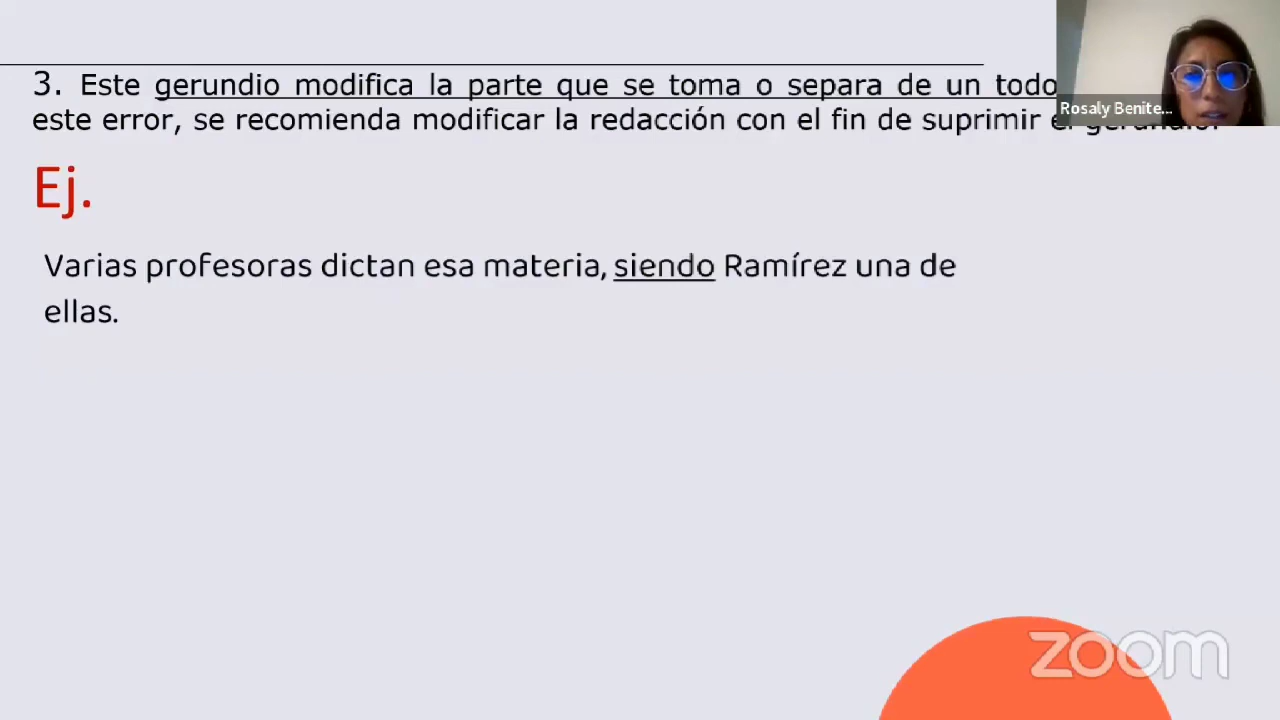 3. Este gerundio modifica la parte que se toma o separa de un todo
Rosaly Benite...
este error, se recomienda modificar la redacción con el fin de suprimir el gerundio.
Ej.
Varias profesoras dictan esa materia, siendo Ramírez una de
ellas.
zoom